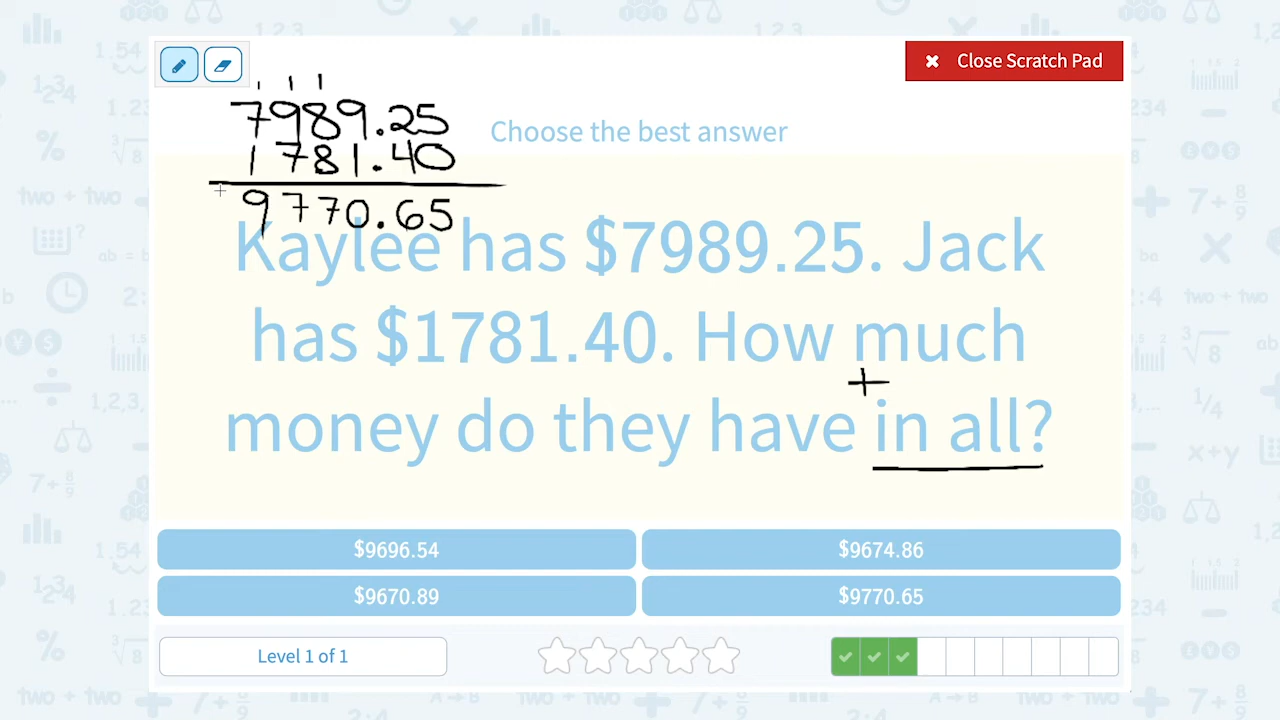 Close Scratch Pad
1 1 1
7989.25
1781.40
+
9770.65
Choose the best answer
Kaylee has $7989.25. Jack
has $1781.40. How much
+
money do they have in all?
$9696.54
$9674.86
$9670.89
$9770.65
Level 1 of 1